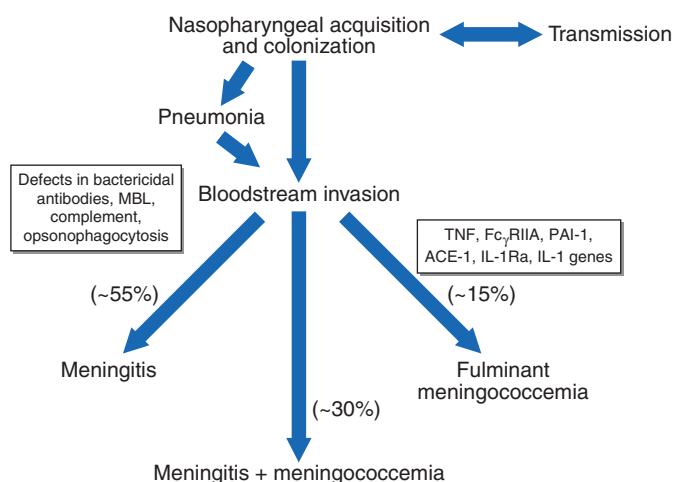 Nasopharyngeal acquisition
and colonization
Transmission
Pneumonia
Defects in bactericidal
antibodies, MBL,
complement,
opsonophagocytosis
Bloodstream invasion
TNF, FcγRIIA, PAI-1,
ACE-1, IL-1Ra, IL-1 genes
(~55%)
(~15%)
Meningitis
Fulminant
meningococcemia
(~30%)
Meningitis + meningococcemia